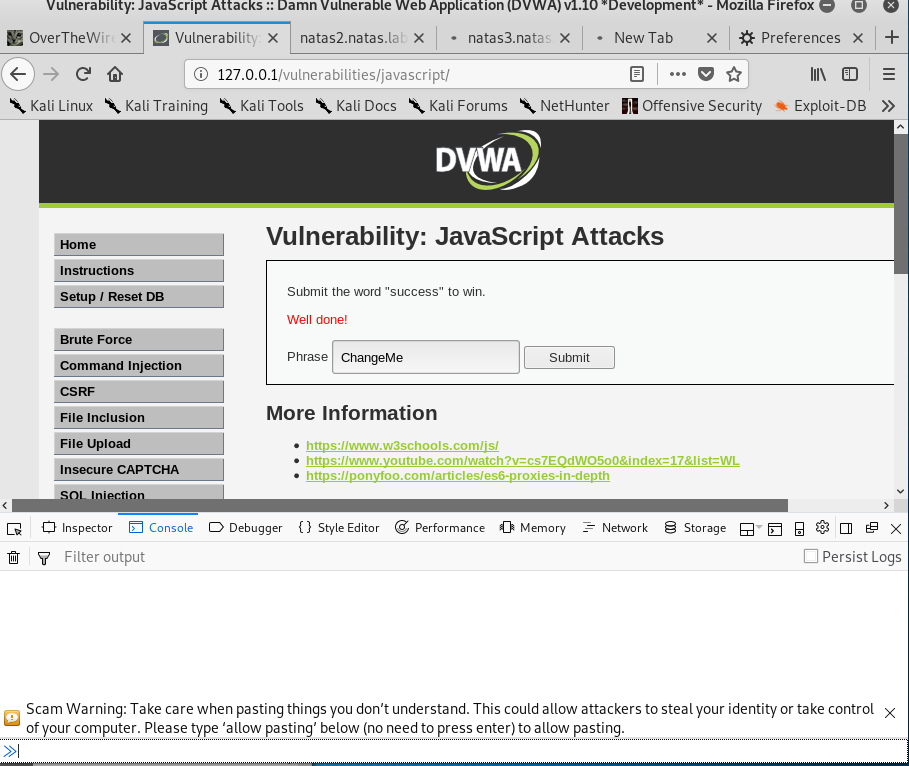 Vulnerability: JavaScript Attacks :: Damn Vulnerable Web Application (DVWA) v1.10 *Development* - Mozilla Firefox
OverTheWire
Vulnerability:
natas2.natas.lab
natas3.natas
New Tab
Preferences
127.0.0.1/vulnerabilities/javascript/
Kali Linux Kali Training Kali Tools Kali Docs Kali Forums NetHunter Offensive Security Exploit-DB
DVWA
Home
Instructions
Setup / Reset DB
Brute Force
Command Injection
CSRF
File Inclusion
File Upload
Insecure CAPTCHA
SQL Injection
Vulnerability: JavaScript Attacks
Submit the word "success" to win.
Well done!
Phrase ChangeMe Submit
More Information
https://www.w3schools.com/js/
https://www.youtube.com/watch?v=cs7EQdWO5o0&index=17&list=WL
https://ponyfoo.com/articles/es6-proxies-in-depth
Inspector Console Debugger Style Editor Performance Memory Network Storage
Filter output
Persist Logs
Scam Warning: Take care when pasting things you don’t understand. This could allow attackers to steal your identity or take control
of your computer. Please type ‘allow pasting’ below (no need to press enter) to allow pasting.